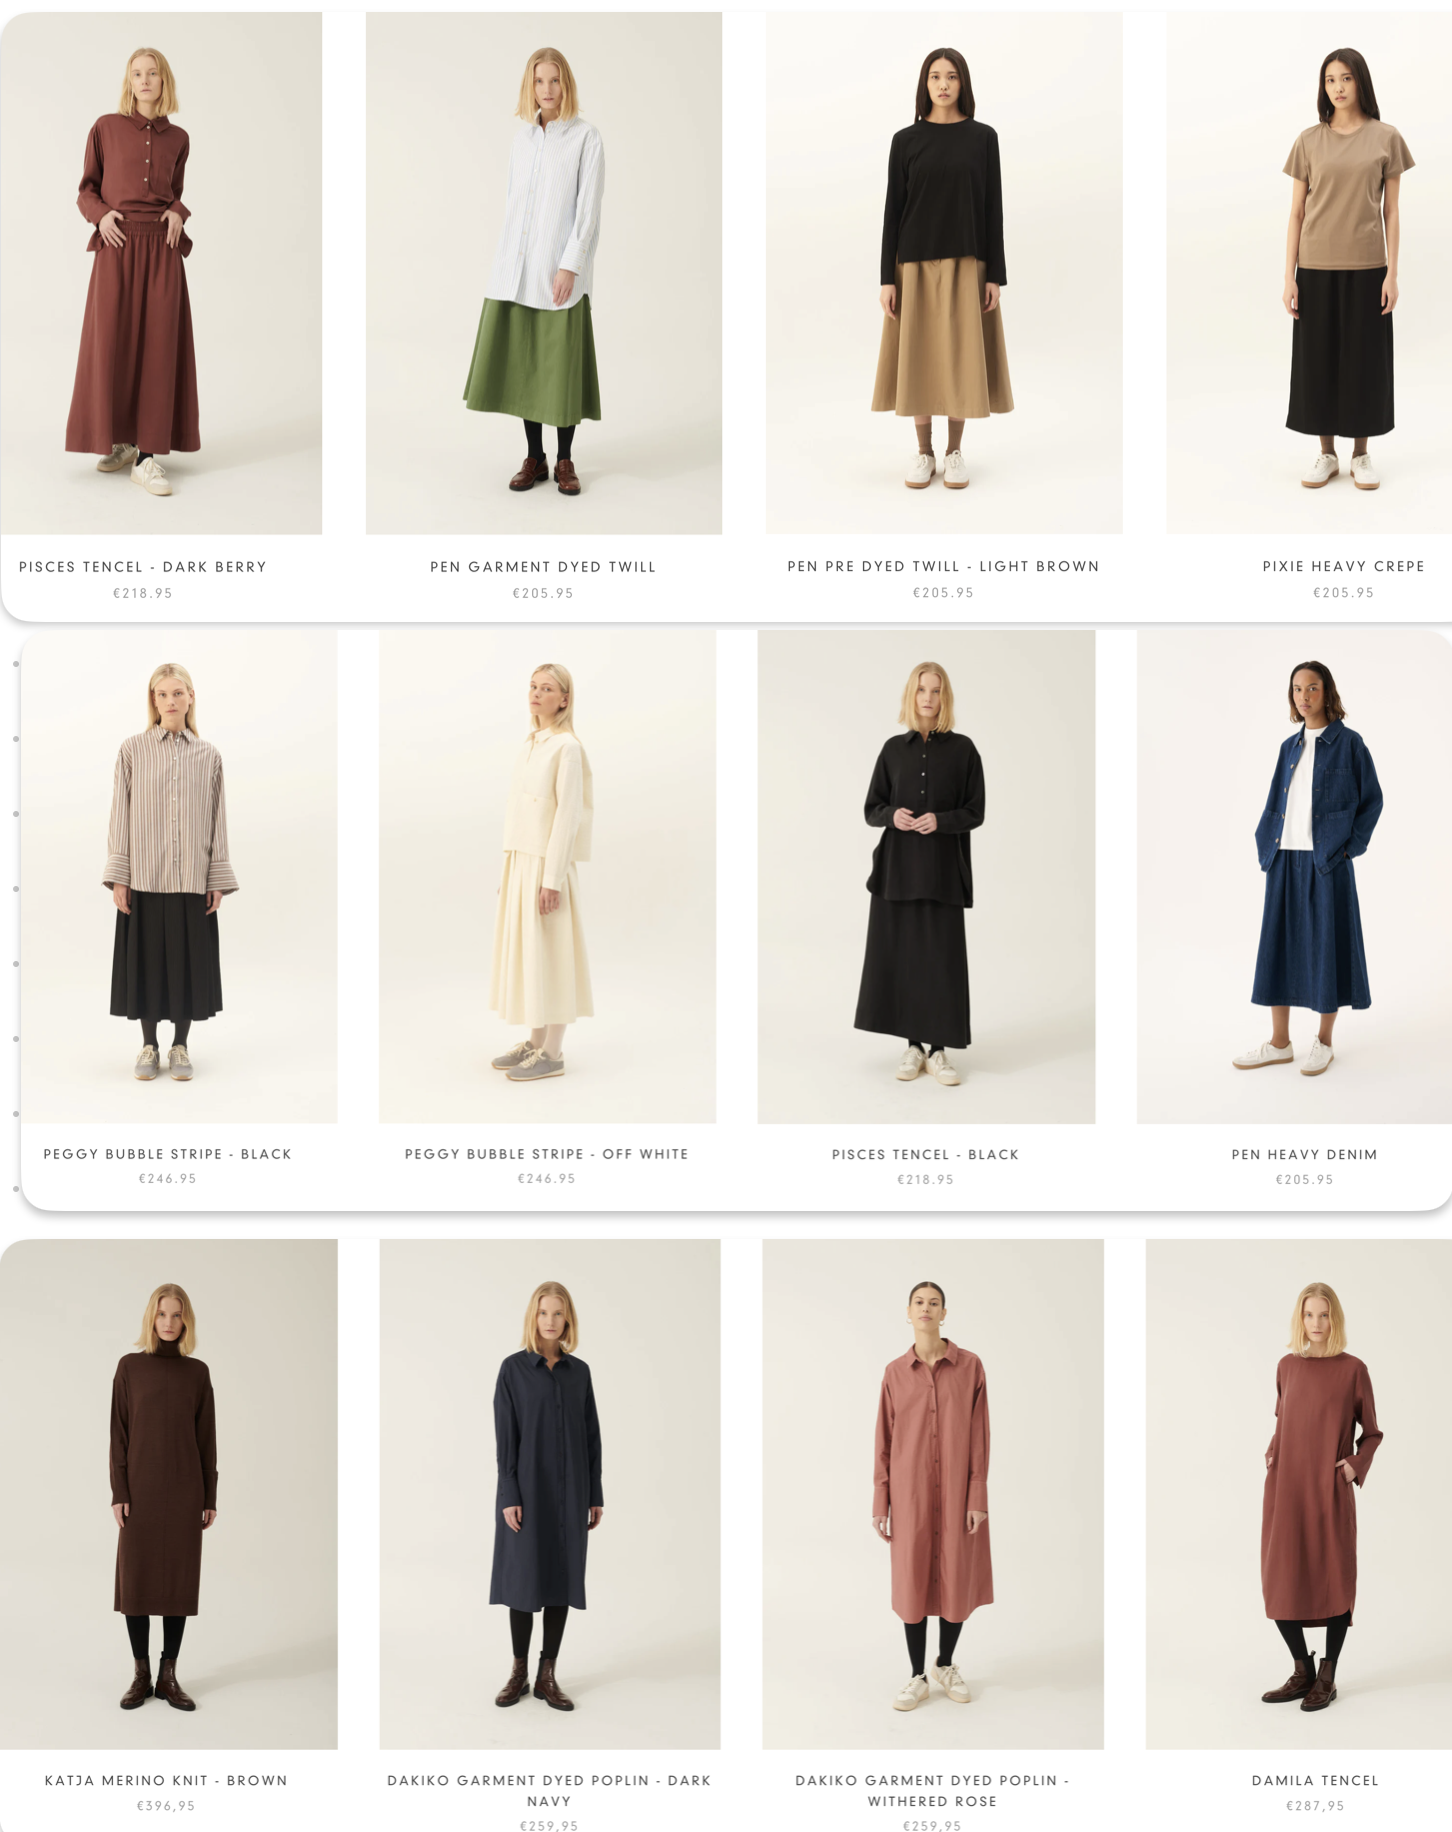 PISCES TENCEL - DARK BERRY
€218.95
PEN GARMENT DYED TWILL
€205.95
PEN PRE DYED TWILL - LIGHT BROWN
€205.95
PIXIE HEAVY CREPE
€205.95
PEGGY BUBBLE STRIPE - BLACK
€246.95
PEGGY BUBBLE STRIPE - OFF WHITE
€246.95
PISCES TENCEL - BLACK
€218.95
PEN HEAVY DENIM
€205.95
KATJA MERINO KNIT - BROWN
€396,95
DAKIKO GARMENT DYED POPLIN - DARK
NAVY
€259,95
DAKIKO GARMENT DYED POPLIN -
WITHERED ROSE
€259,95
DAMILA TENCEL
€287,95